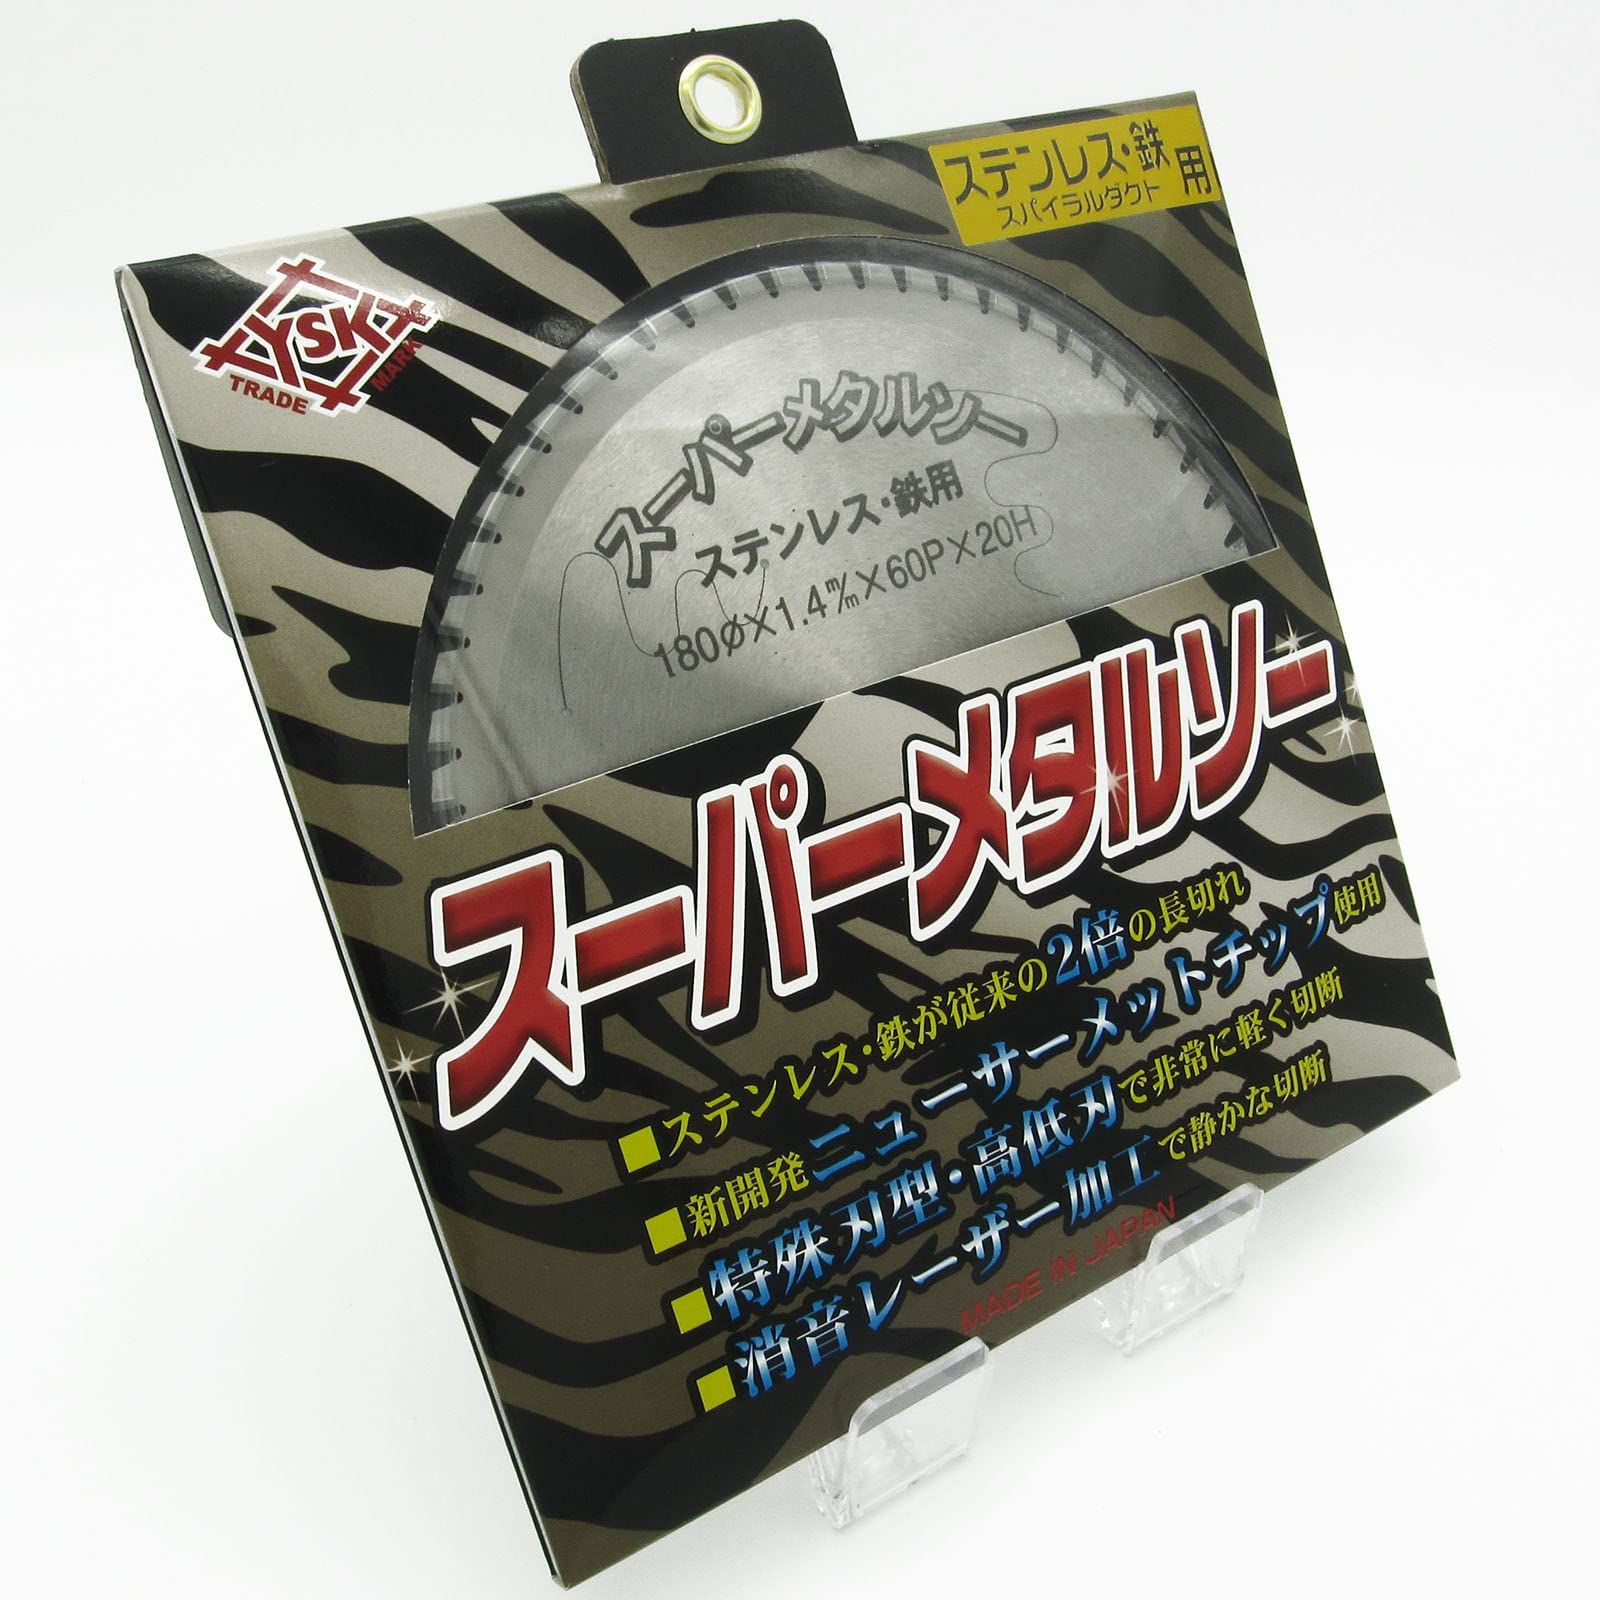 ステンレス・鉄用
スパイラルダクト
YSK
TRADE MARK
スーパーメタルソー
ステンレス・鉄用
180Ø×1.4m/m×60P×20H
スーパーメタルソー
■ステンレス・鉄が従来の2倍の長切れ
■新開発ニューサーメットチップ使用
■特殊刃型・高低刃で非常に軽く切断
■消音レーザー加工で静かな切断
MADE IN JAPAN